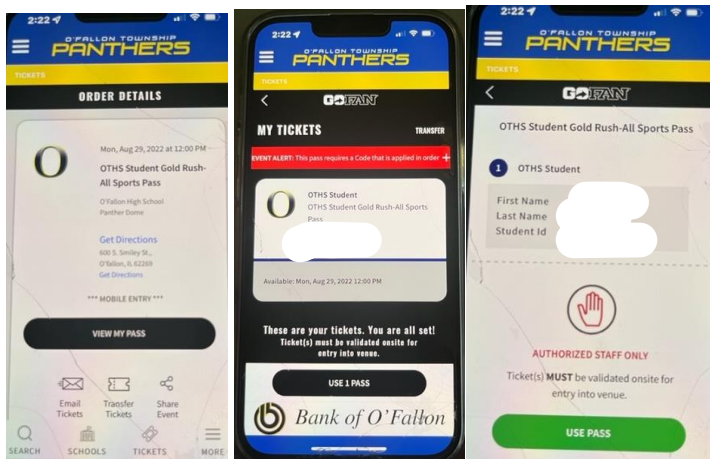 2:22
O'FALLON TOWNSHIP
PANTHERS
TICKETS
ORDER DETAILS
O
Mon, Aug 29, 2022 at 12:00 PM
OTHS Student Gold Rush-
All Sports Pass
O'Fallon High School
Panther Dome
Get Directions
600 S. Smiley St.,
O'fallon, IL 62269
Get Directions
*** MOBILE ENTRY ***
VIEW MY PASS
Email
Tickets
Transfer
Tickets
Share
Event
SEARCH
SCHOOLS
TICKETS
MORE
2:22
O'FALLON TOWNSHIP
PANTHERS
TICKETS
GOFAN
MY TICKETS
TRANSFER
EVENT ALERT: This pass requires a Code that is applied in order +
O
OTHS Student
OTHS Student Gold Rush-All Sports
Pass
Available: Mon, Aug 29, 2022 12:00 PM
These are your tickets. You are all set!
Ticket(s) must be validated onsite for
entry into venue.
USE 1 PASS
Bank of O'Fallon
2:22
O'FALLON TOWNSHIP
PANTHERS
TICKETS
GOFAN
OTHS Student Gold Rush-All Sports Pass
1 OTHS Student
First Name
Last Name
Student Id
AUTHORIZED STAFF ONLY
Ticket(s) MUST be validated onsite for
entry into venue.
USE PASS